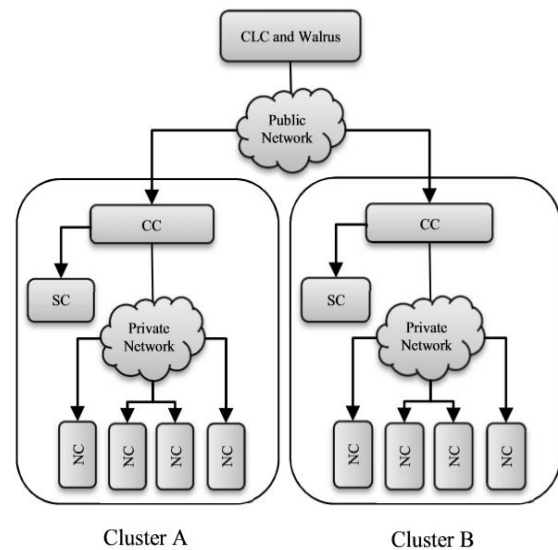 CLC and Walrus
Public
Network
CC
CC
SC
SC
Private
Network
Private
Network
NC
NC
NC
NC
NC
NC
NC
NC
Cluster A
Cluster B